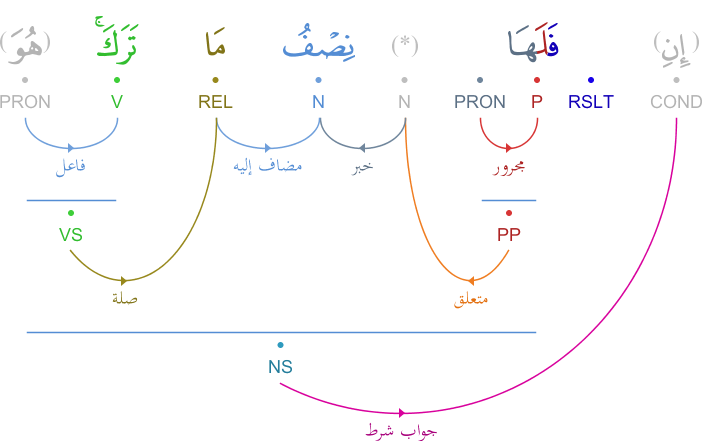 (إِنِ) فَلَهَا (*) نِصْفُ مَا تَرَكَ ۚ (هُوَ)
COND RSLT P PRON N N REL V PRON
مجرور خبر مضاف إليه فاعل
PP VS
متعلق صلة
NS
جواب شرط